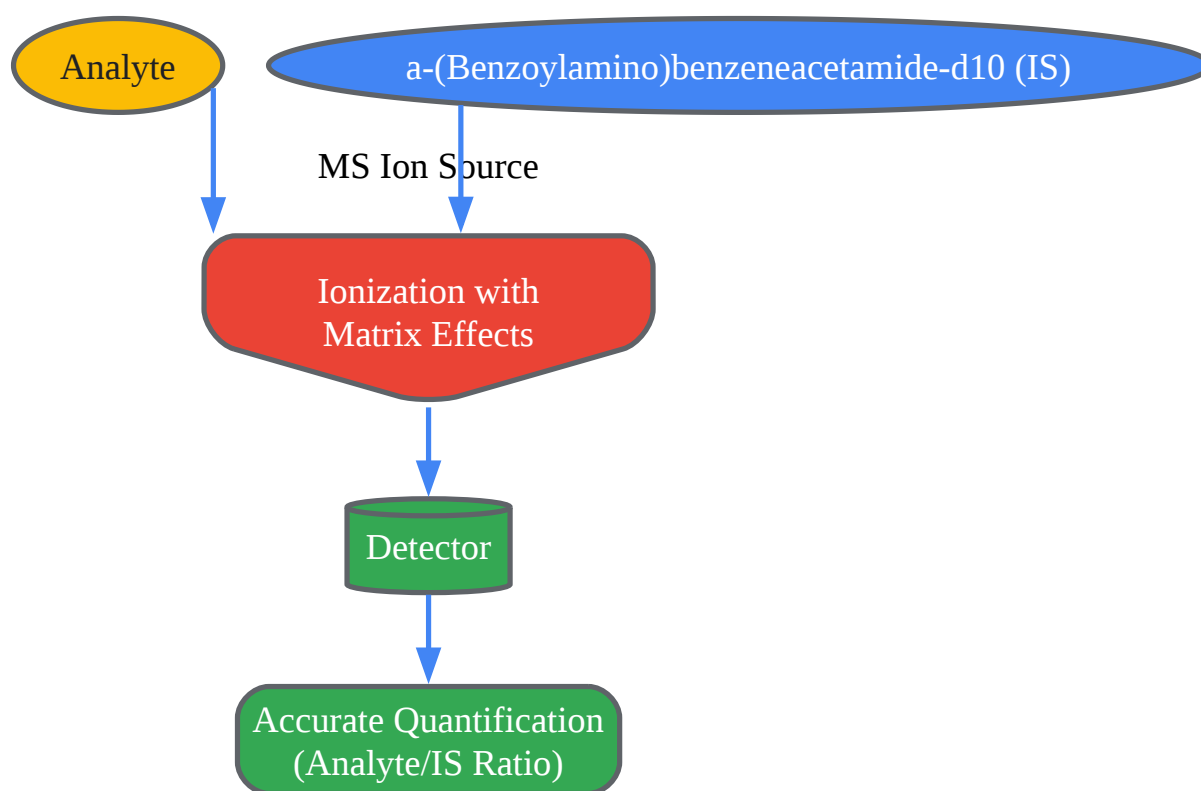 Analyte
a-(Benzoylamino)benzeneacetamide-d10 (IS)
MS Ion Source
Ionization with
Matrix Effects
Detector
Accurate Quantification
(Analyte/IS Ratio)